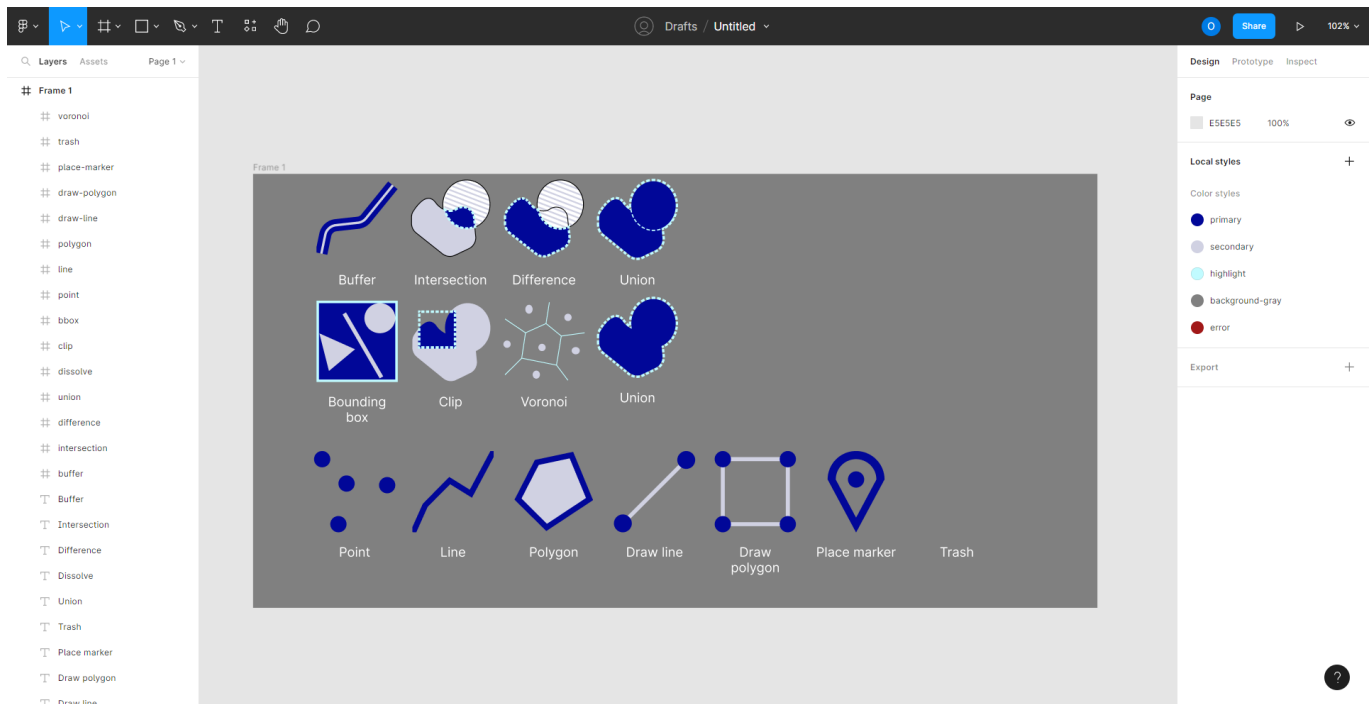 Drafts / Untitled
O
Share
102%
Layers Assets Page 1
Frame 1
voronoi
trash
place-marker
draw-polygon
draw-line
polygon
line
point
bbox
clip
dissolve
union
difference
intersection
buffer
Buffer
Intersection
Difference
Dissolve
Union
Trash
Place marker
Draw polygon
Draw line
Frame 1
Buffer Intersection Difference Union
Bounding
box
Clip Voronoi Union
Point Line Polygon Draw line
Draw
polygon
Place marker Trash
Design Prototype Inspect
Page
E5E5E5 100%
Local styles
Color styles
primary
secondary
highlight
background-gray
error
Export
?